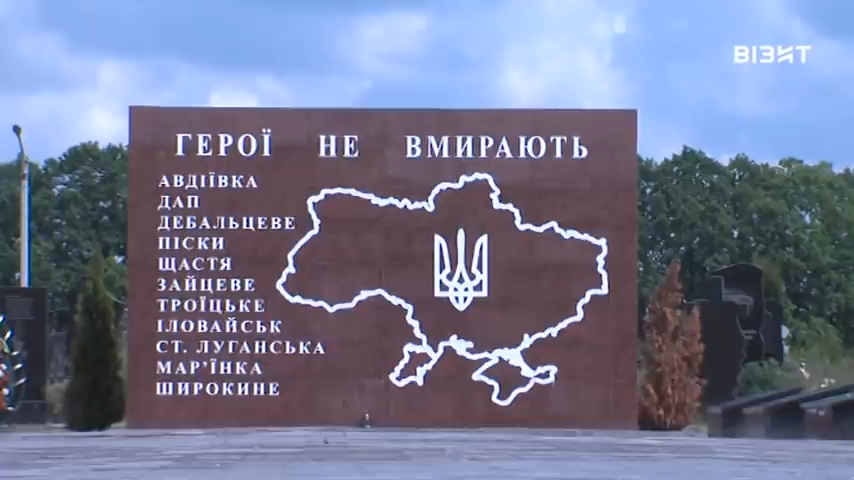 ВІЗИТ
ГЕРОЇ НЕ ВМИРАЮТЬ
АВДІЇВКА
ДАП
ДЕБАЛЬЦЕВЕ
ПІСКИ
ЩАСТЯ
ЗАЙЦЕВЕ
ТРОЇЦЬКЕ
ІЛОВАЙСЬК
СТ. ЛУГАНСЬКА
МАР'ЇНКА
ШИРОКИНЕ